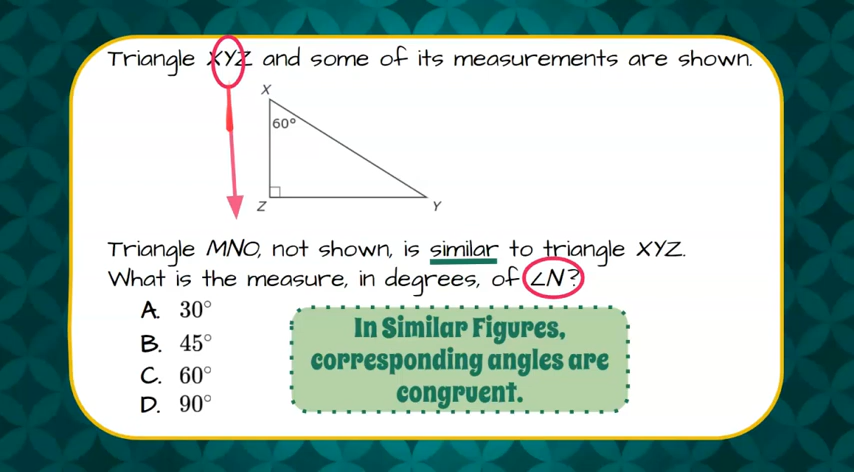 Triangle XYZ and some of its measurements are shown.
X
60°
Z
Y
Triangle MNO, not shown, is similar to triangle XYZ.
What is the measure, in degrees, of ∠N?
A. 30°
B. 45°
C. 60°
D. 90°
In Similar Figures,
corresponding angles are
congruent.